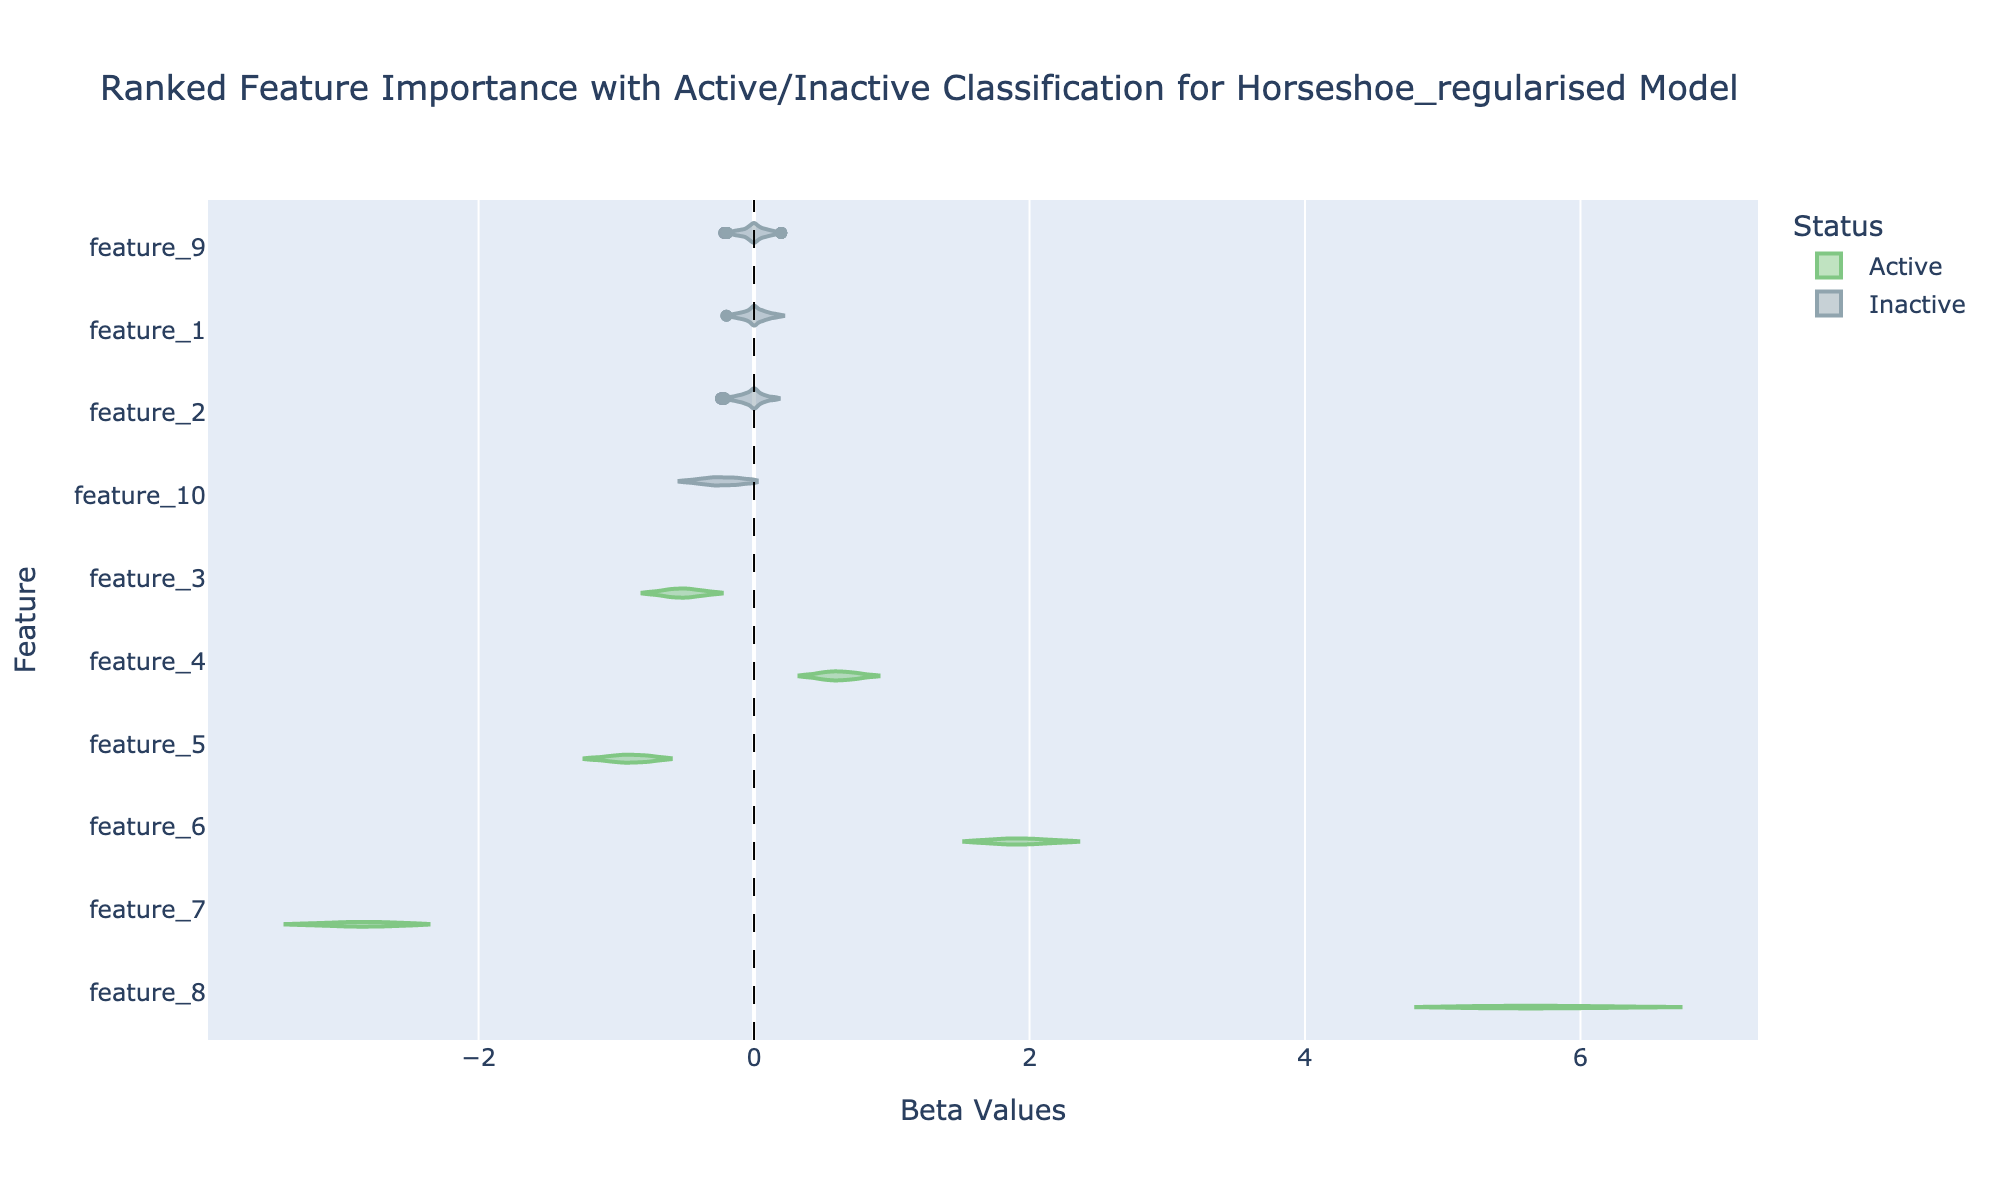 Ranked Feature Importance with Active/Inactive Classification for Horseshoe_regularised Model
Status
Active
Inactive
Feature
feature_9
feature_1
feature_2
feature_10
feature_3
feature_4
feature_5
feature_6
feature_7
feature_8
−2
0
2
4
6
Beta Values